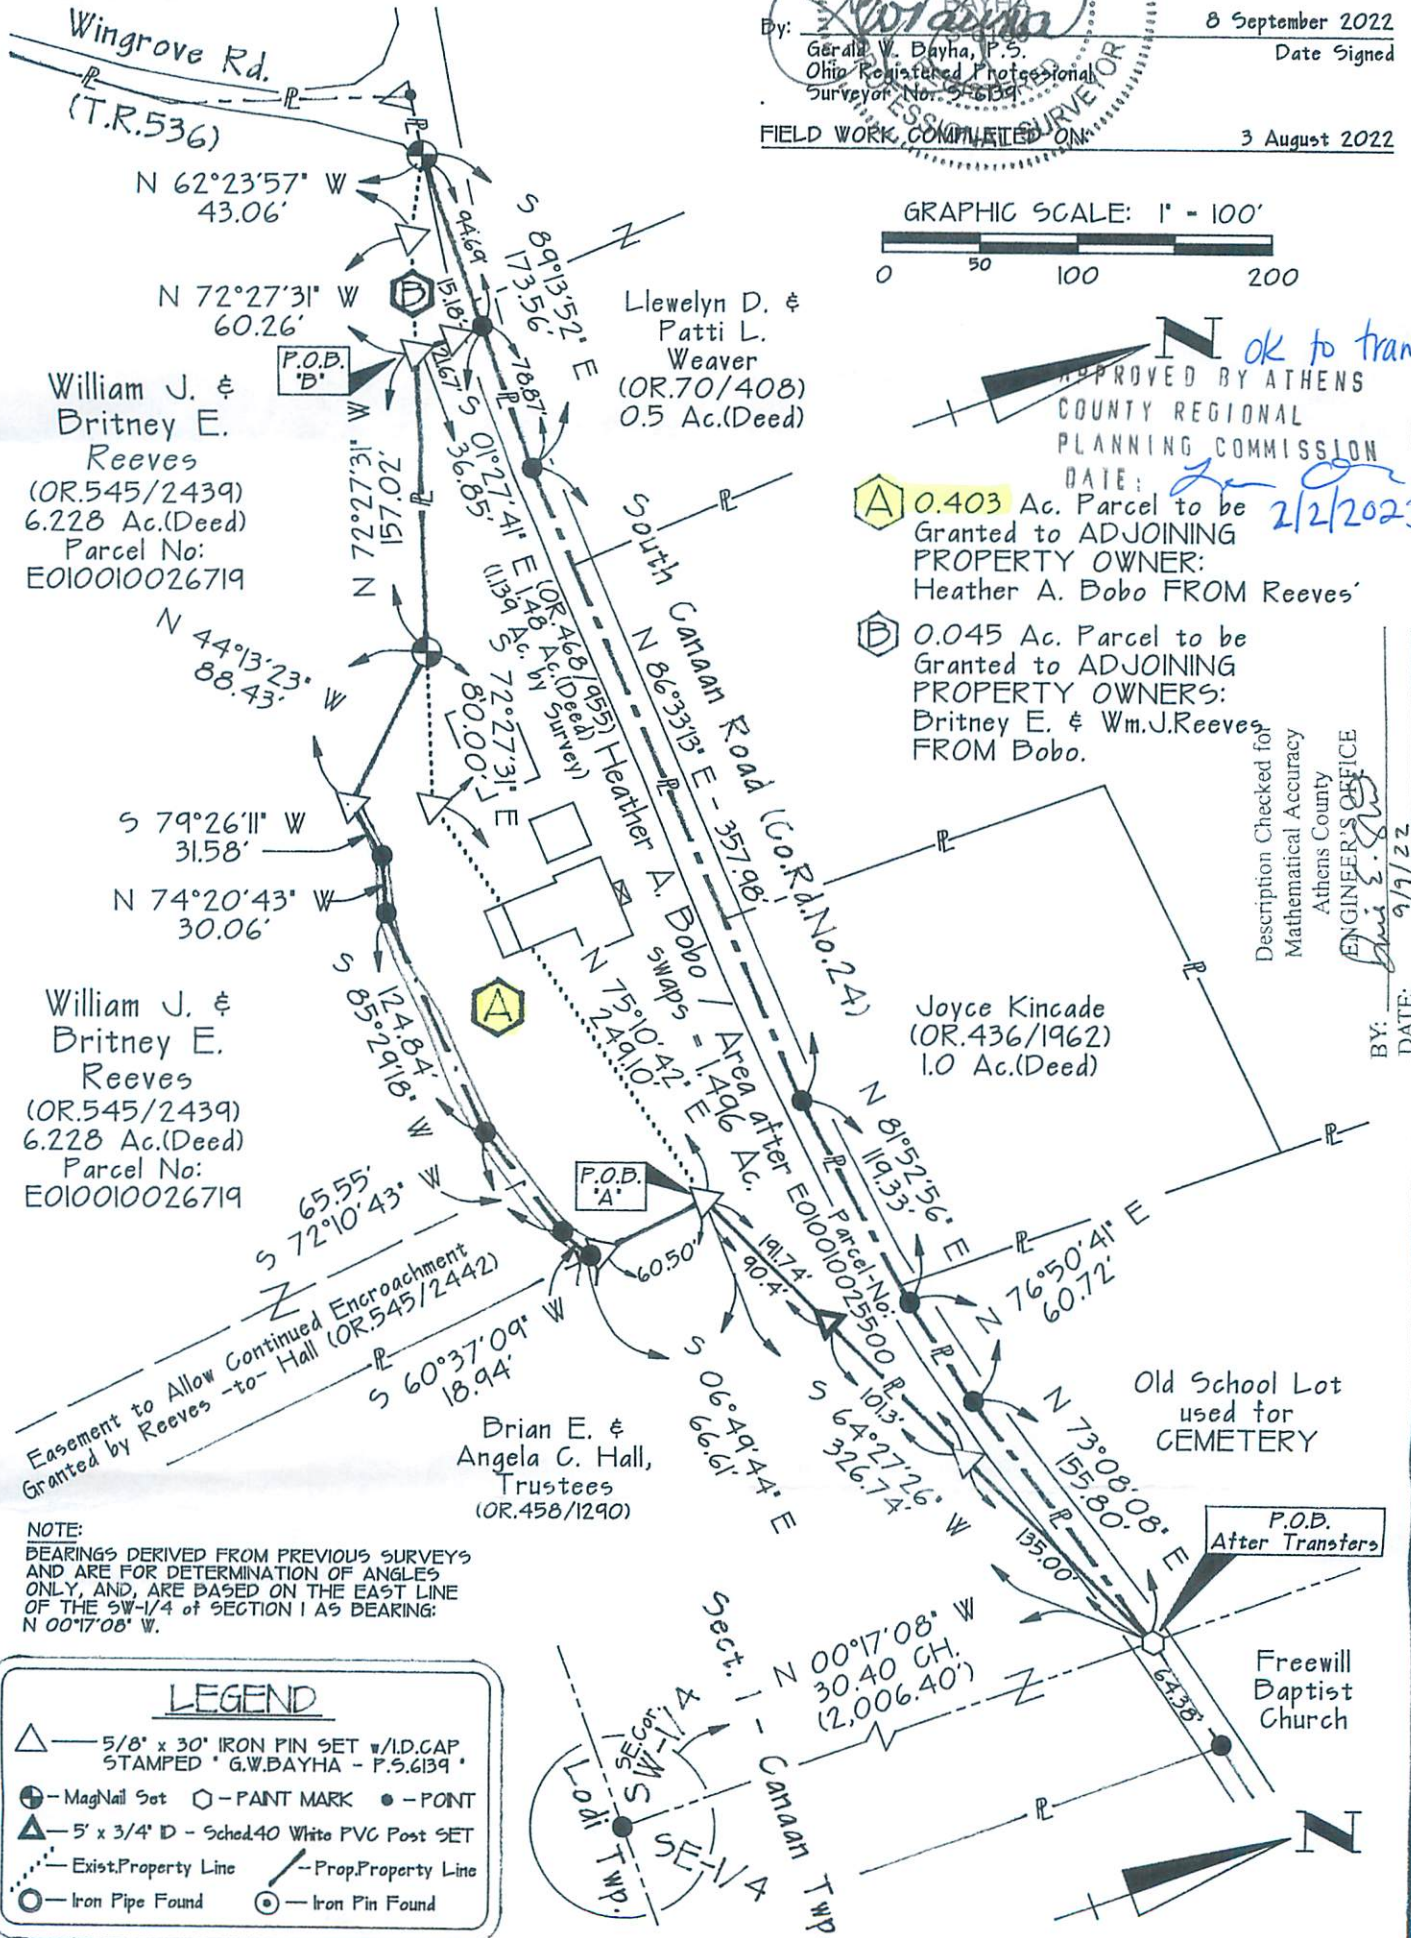 Wingrove Rd.
(T.R.536)
By:
Gerald W. Bayha, P.S.
Ohio Registered Professional
Surveyor No. S-6139
8 September 2022
Date Signed
FIELD WORK COMPLETED ON:
3 August 2022
GRAPHIC SCALE: 1" - 100'
0 50 100 200
N
ok to tran
APPROVED BY ATHENS
COUNTY REGIONAL
PLANNING COMMISSION
DATE:
2/2/2023
A 0.403 Ac. Parcel to be
Granted to ADJOINING
PROPERTY OWNER:
Heather A. Bobo FROM Reeves'
B 0.045 Ac. Parcel to be
Granted to ADJOINING
PROPERTY OWNERS:
Britney E. & Wm.J.Reeves
FROM Bobo.
Description Checked for
Mathematical Accuracy
Athens County
ENGINEER'S OFFICE
BY:
DATE: 9/9/22
N 62°23'57" W
43.06'
N 72°27'31" W
60.26'
B
P.O.B.
"B"
94.69
15.18'
21.67
S 89°13'52" E
173.56'
78.87'
Llewelyn D. &
Patti L.
Weaver
(OR.70/408)
0.5 Ac.(Deed)
William J. &
Britney E.
Reeves
(OR.545/2439)
6.228 Ac.(Deed)
Parcel No:
E010010026719
N 72°27'31" W
157.02'
S 01°27'41" E
36.85'
N 44°13'23" W
88.43'
S 72°27'31" E
[80.00']
(OR.468/955) Heather A. Bobo / Area after
1.48 Ac.(Deed)
(1.139 Ac. by Survey)
swaps = 1.496 Ac.
Parcel No:
E010010025500
South Canaan Road (Co.Rd.No.24)
N 86°33'13" E - 357.98'
S 79°26'11" W
31.58'
N 74°20'43" W
30.06'
S 85°29'18" W
124.84'
A
N 75°10'42" E
249.10'
William J. &
Britney E.
Reeves
(OR.545/2439)
6.228 Ac.(Deed)
Parcel No:
E010010026719
Joyce Kincade
(OR.436/1962)
1.0 Ac.(Deed)
65.55'
S 72°10'43" W
P.O.B.
"A"
60.50'
N 81°52'56" E
119.33'
191.74'
90.4'
101.3'
135.00'
Easement to Allow Continued Encroachment
Granted by Reeves -to- Hall (OR.545/2442)
S 60°37'09" W
18.94'
Brian E. &
Angela C. Hall,
Trustees
(OR.458/1290)
S 06°49'44" E
66.61'
S 64°27'26" W
326.74'
N 76°50'41" E
60.72'
N 73°08'08" E
155.80'
Old School Lot
used for
CEMETERY
P.O.B.
After Transfers
64.38'
Freewill
Baptist
Church
NOTE:
BEARINGS DERIVED FROM PREVIOUS SURVEYS
AND ARE FOR DETERMINATION OF ANGLES
ONLY, AND, ARE BASED ON THE EAST LINE
OF THE SW-1/4 of SECTION 1 AS BEARING:
N 00°17'08" W.
LEGEND
5/8" x 30" IRON PIN SET w/I.D.CAP
STAMPED " G.W.BAYHA - P.S.6139 "
- MagNail Set - PAINT MARK - POINT
5' x 3/4" ID - Sched40 White PVC Post SET
Exist.Property Line - Prop.Property Line
Iron Pipe Found Iron Pin Found
N 00°17'08" W
30.40 CH.
(2,006.40')
SE.Cor.,
SW-1/4
SE-1/4
Sect. 1 - Canaan Twp
Lodi Twp.
N